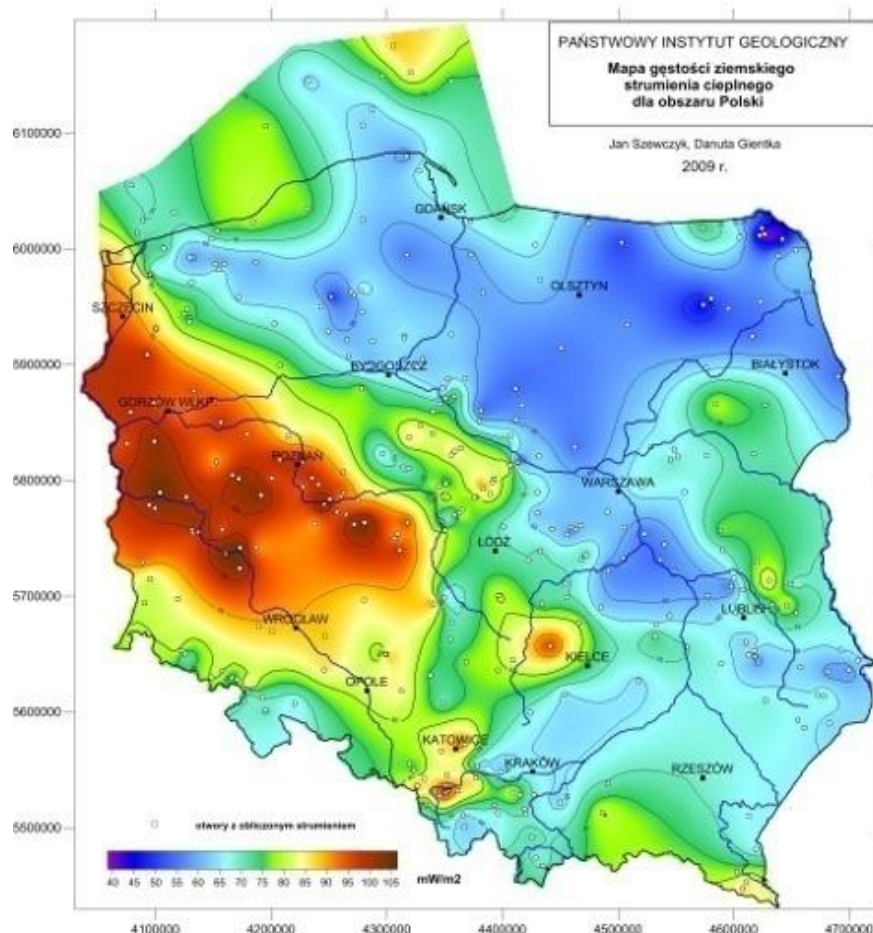 PAŃSTWOWY INSTYTUT GEOLOGICZNY
Mapa gęstości ziemskiego
strumienia cieplnego
dla obszaru Polski
Jan Szewczyk, Danuta Gientka
2009 r.
6100000
6000000
5900000
5800000
5700000
5600000
5500000
GDAŃSK
OLSZTYN
SZCZECIN
BYDGOSZCZ
BIAŁYSTOK
GORZÓW WLKP.
POZNAŃ
WARSZAWA
ŁÓDŹ
LUBLIN
WROCŁAW
KIELCE
OPOLE
KATOWICE
KRAKÓW
RZESZÓW
otwory z obliczonym strumieniem
40 45 50 55 60 65 70 75 80 85 90 95 100 105
mW/m2
4100000 4200000 4300000 4400000 4500000 4600000 4700000